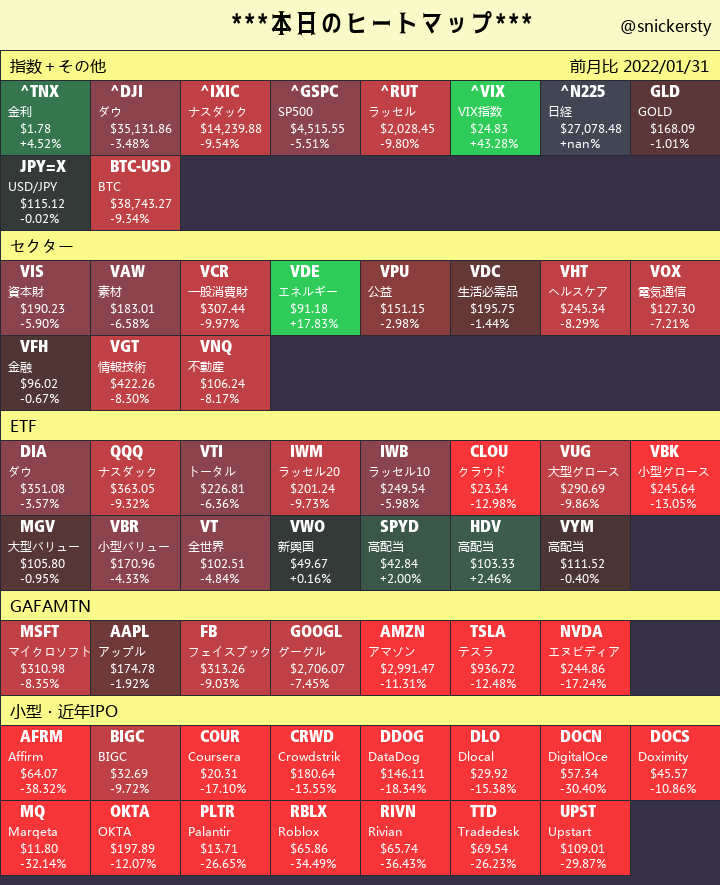 ***本日のヒートマップ***
@snickersty
指数+その他 前月比 2022/01/31
^TNX ^DJI ^IXIC ^GSPC ^RUT ^VIX ^N225 GLD
金利 ダウ ナスダック SP500 ラッセル VIX指数 日経 GOLD
$1.78 $35,131.86 $14,239.88 $4,515.55 $2,028.45 $24.83 $27,078.48 $168.09
+4.52% -3.48% -9.54% -5.51% -9.80% +43.28% +nan% -1.01%
JPY=X BTC-USD
USD/JPY BTC
$115.12 $38,743.27
-0.02% -9.34%
セクター
VIS VAW VCR VDE VPU VDC VHT VOX
資本財 素材 一般消費財 エネルギー 公益 生活必需品 ヘルスケア 電気通信
$190.23 $183.01 $307.44 $91.18 $151.15 $195.75 $245.34 $127.30
-5.90% -6.58% -9.97% +17.83% -2.98% -1.44% -8.29% -7.21%
VFH VGT VNQ
金融 情報技術 不動産
$96.02 $422.26 $106.24
-0.67% -8.30% -8.17%
ETF
DIA QQQ VTI IWM IWB CLOU VUG VBK
ダウ ナスダック トータル ラッセル20 ラッセル10 クラウド 大型グロース 小型グロース
$351.08 $363.05 $226.81 $201.24 $249.54 $23.34 $290.69 $245.64
-3.57% -9.32% -6.36% -9.73% -5.98% -12.98% -9.86% -13.05%
MGV VBR VT VWO SPYD HDV VYM
大型バリュー 小型バリュー 全世界 新興国 高配当 高配当 高配当
$105.80 $170.96 $102.51 $49.67 $42.84 $103.33 $111.52
-0.95% -4.33% -4.84% +0.16% +2.00% +2.46% -0.40%
GAFAMTN
MSFT AAPL FB GOOGL AMZN TSLA NVDA
マイクロソフト アップル フェイスブック グーグル アマゾン テスラ エヌビディア
$310.98 $174.78 $313.26 $2,706.07 $2,991.47 $936.72 $244.86
-8.35% -1.92% -9.03% -7.45% -11.31% -12.48% -17.24%
小型・近年IPO
AFRM BIGC COUR CRWD DDOG DLO DOCN DOCS
Affirm BIGC Coursera Crowdstrik DataDog Dlocal DigitalOce Doximity
$64.07 $32.69 $20.31 $180.64 $146.11 $29.92 $57.34 $45.57
-38.32% -9.72% -17.10% -13.55% -18.34% -15.38% -30.40% -10.86%
MQ OKTA PLTR RBLX RIVN TTD UPST
Marqeta OKTA Palantir Roblox Rivian Tradedesk Upstart
$11.80 $197.89 $13.71 $65.86 $65.74 $69.54 $109.01
-32.14% -12.07% -26.65% -34.49% -36.43% -26.23% -29.87%